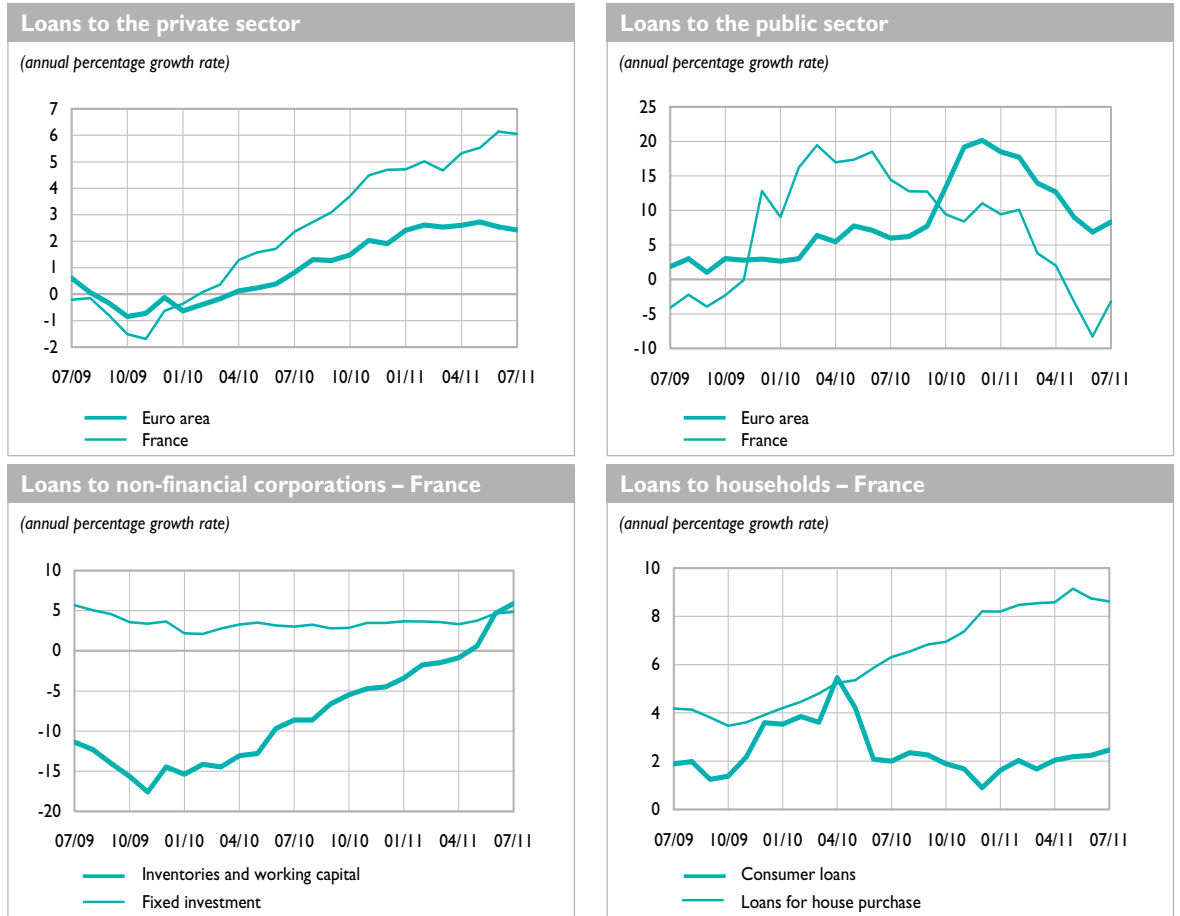 Loans to the private sector
(annual percentage growth rate)
7
6
5
4
3
2
1
0
-1
-2
07/09 10/09 01/10 04/10 07/10 10/10 01/11 04/11 07/11
Euro area
France
Loans to the public sector
(annual percentage growth rate)
25
20
15
10
5
0
-5
-10
07/09 10/09 01/10 04/10 07/10 10/10 01/11 04/11 07/11
Euro area
France
Loans to non-financial corporations – France
(annual percentage growth rate)
10
5
0
-5
-10
-15
-20
07/09 10/09 01/10 04/10 07/10 10/10 01/11 04/11 07/11
Inventories and working capital
Fixed investment
Loans to households – France
(annual percentage growth rate)
10
8
6
4
2
0
07/09 10/09 01/10 04/10 07/10 10/10 01/11 04/11 07/11
Consumer loans
Loans for house purchase